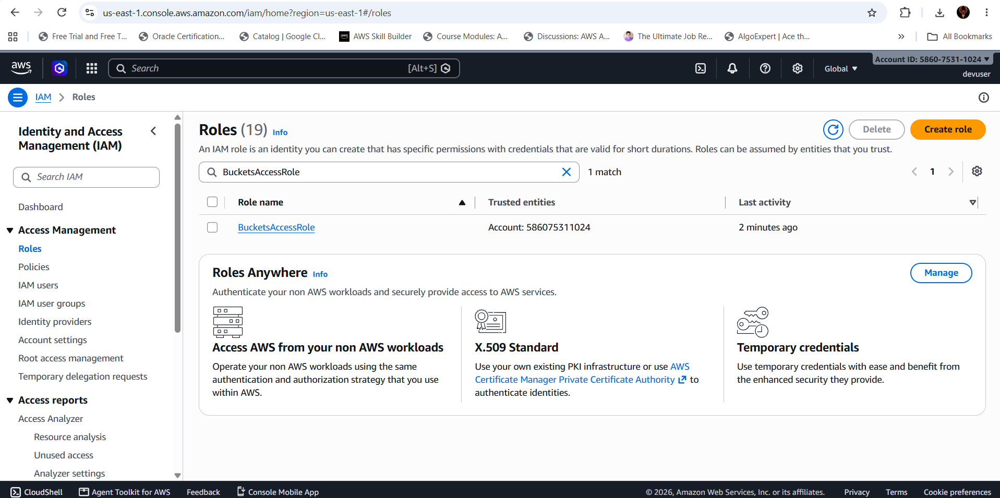 us-east-1.console.aws.amazon.com/iam/home?region=us-east-1#/roles
Free Trial and Free T...
Oracle Certification...
Catalog | Google Cl...
aws
AWS Skill Builder
Course Modules: A...
Discussions: AWS A...
The Ultimate Job Re...
AlgoExpert | Ace th...
All Bookmarks
aws
Search
[Alt+S]
Global
Account ID: 5860-7531-1024
devuser
IAM
Roles
Identity and Access
Management (IAM)
Search IAM
Dashboard
Access Management
Roles
Policies
IAM users
IAM user groups
Identity providers
Account settings
Root access management
Temporary delegation requests
Access reports
Access Analyzer
Resource analysis
Unused access
Analyzer settings
Roles (19) Info
Delete
Create role
An IAM role is an identity you can create that has specific permissions with credentials that are valid for short durations. Roles can be assumed by entities that you trust.
BucketsAccessRole
1 match
1
Role name
Trusted entities
Last activity
BucketsAccessRole
Account: 586075311024
2 minutes ago
Roles Anywhere Info
Manage
Authenticate your non AWS workloads and securely provide access to AWS services.
Access AWS from your non AWS workloads
Operate your non AWS workloads using the same
authentication and authorization strategy that you use
within AWS.
X.509 Standard
Use your own existing PKI infrastructure or use AWS
Certificate Manager Private Certificate Authority to
authenticate identities.
Temporary credentials
Use temporary credentials with ease and benefit from
the enhanced security they provide.
CloudShell
Agent Toolkit for AWS
Feedback
Console Mobile App
© 2026, Amazon Web Services, Inc. or its affiliates.
Privacy
Terms
Cookie preferences